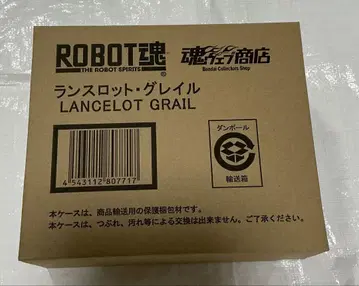 ROBOT魂
THE ROBOT SPIRITS
®
魂ウェブ商店
Bandai Collectors Shop
ランスロット・グレイル
LANCELOT GRAIL
4 543112 807717
ダンボール
輸送箱
本ケースは、商品輸送用の保護梱包材です。
本ケースは、つぶれ、汚れ等による交換は出来ません、ご了承ください。